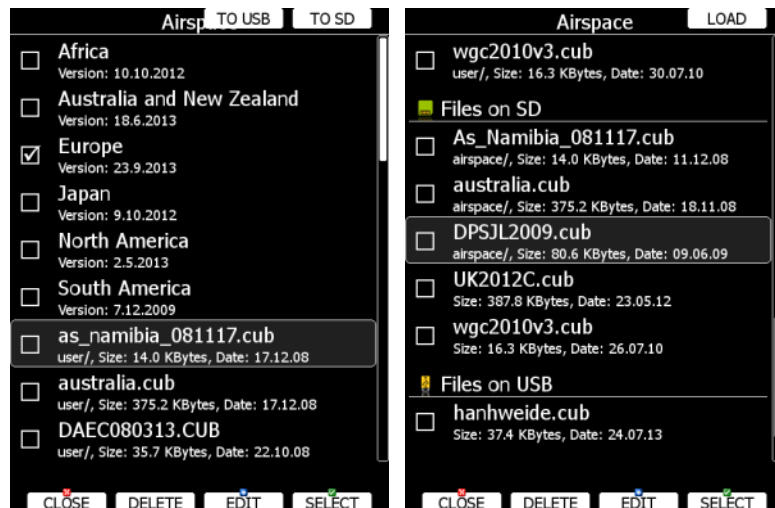 Airspace
TO USB
TO SD
Africa
Version: 10.10.2012
Australia and New Zealand
Version: 18.6.2013
Europe
Version: 23.9.2013
Japan
Version: 9.10.2012
North America
Version: 2.5.2013
South America
Version: 7.12.2009
as_namibia_081117.cub
user/, Size: 14.0 KBytes, Date: 17.12.08
australia.cub
user/, Size: 375.2 KBytes, Date: 17.12.08
DAEC080313.CUB
user/, Size: 35.7 KBytes, Date: 22.10.08
CLOSE
DELETE
EDIT
SELECT
Airspace
LOAD
wgc2010v3.cub
user/, Size: 16.3 KBytes, Date: 30.07.10
Files on SD
As_Namibia_081117.cub
airspace/, Size: 14.0 KBytes, Date: 11.12.08
australia.cub
airspace/, Size: 375.2 KBytes, Date: 18.11.08
DPSJL2009.cub
airspace/, Size: 80.6 KBytes, Date: 09.06.09
UK2012C.cub
Size: 387.8 KBytes, Date: 23.05.12
wgc2010v3.cub
Size: 16.3 KBytes, Date: 26.07.10
Files on USB
hanhweide.cub
Size: 37.4 KBytes, Date: 24.07.13
CLOSE
DELETE
EDIT
SELECT